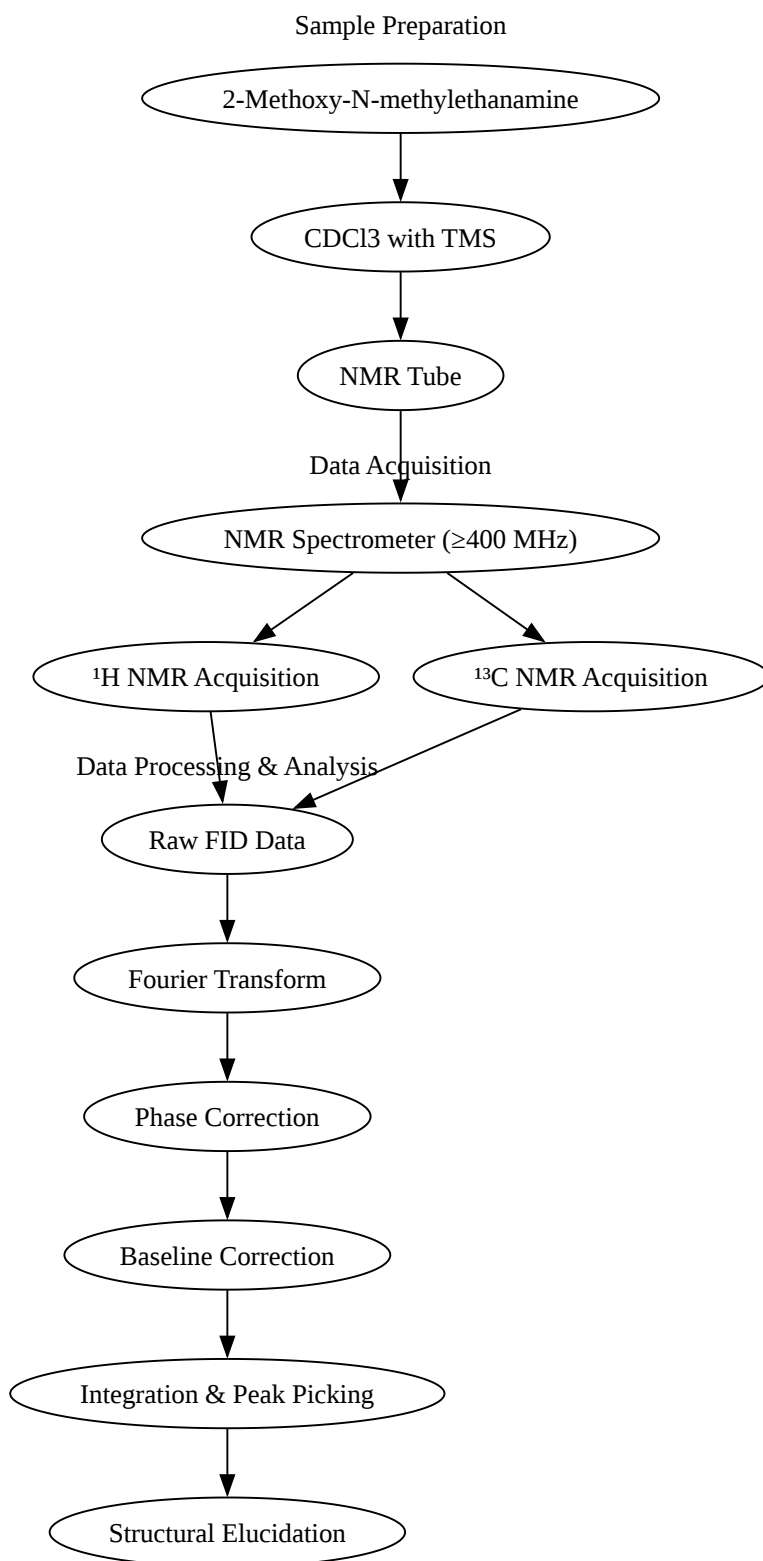 Sample Preparation
2-Methoxy-N-methylethanamine
CDCl3 with TMS
NMR Tube
Data Acquisition
NMR Spectrometer (≥400 MHz)
¹H NMR Acquisition
¹³C NMR Acquisition
Data Processing & Analysis
Raw FID Data
Fourier Transform
Phase Correction
Baseline Correction
Integration & Peak Picking
Structural Elucidation